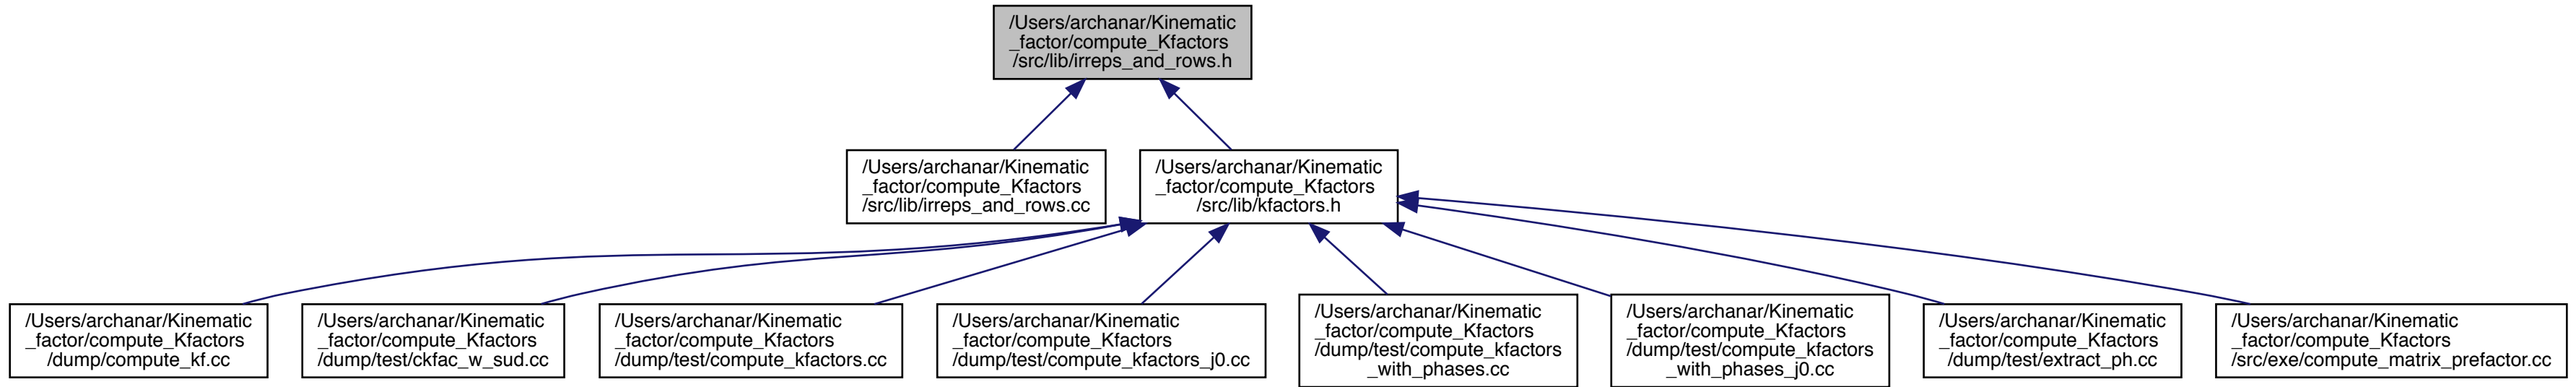 /Users/archanar/Kinematic
_factor/compute_Kfactors
/src/lib/irreps_and_rows.h
/Users/archanar/Kinematic
_factor/compute_Kfactors
/src/lib/irreps_and_rows.cc
/Users/archanar/Kinematic
_factor/compute_Kfactors
/src/lib/kfactors.h
/Users/archanar/Kinematic
_factor/compute_Kfactors
/dump/compute_kf.cc
/Users/archanar/Kinematic
_factor/compute_Kfactors
/dump/test/ckfac_w_sud.cc
/Users/archanar/Kinematic
_factor/compute_Kfactors
/dump/test/compute_kfactors.cc
/Users/archanar/Kinematic
_factor/compute_Kfactors
/dump/test/compute_kfactors_j0.cc
/Users/archanar/Kinematic
_factor/compute_Kfactors
/dump/test/compute_kfactors
_with_phases.cc
/Users/archanar/Kinematic
_factor/compute_Kfactors
/dump/test/compute_kfactors
_with_phases_j0.cc
/Users/archanar/Kinematic
_factor/compute_Kfactors
/dump/test/extract_ph.cc
/Users/archanar/Kinematic
_factor/compute_Kfactors
/src/exe/compute_matrix_prefactor.cc